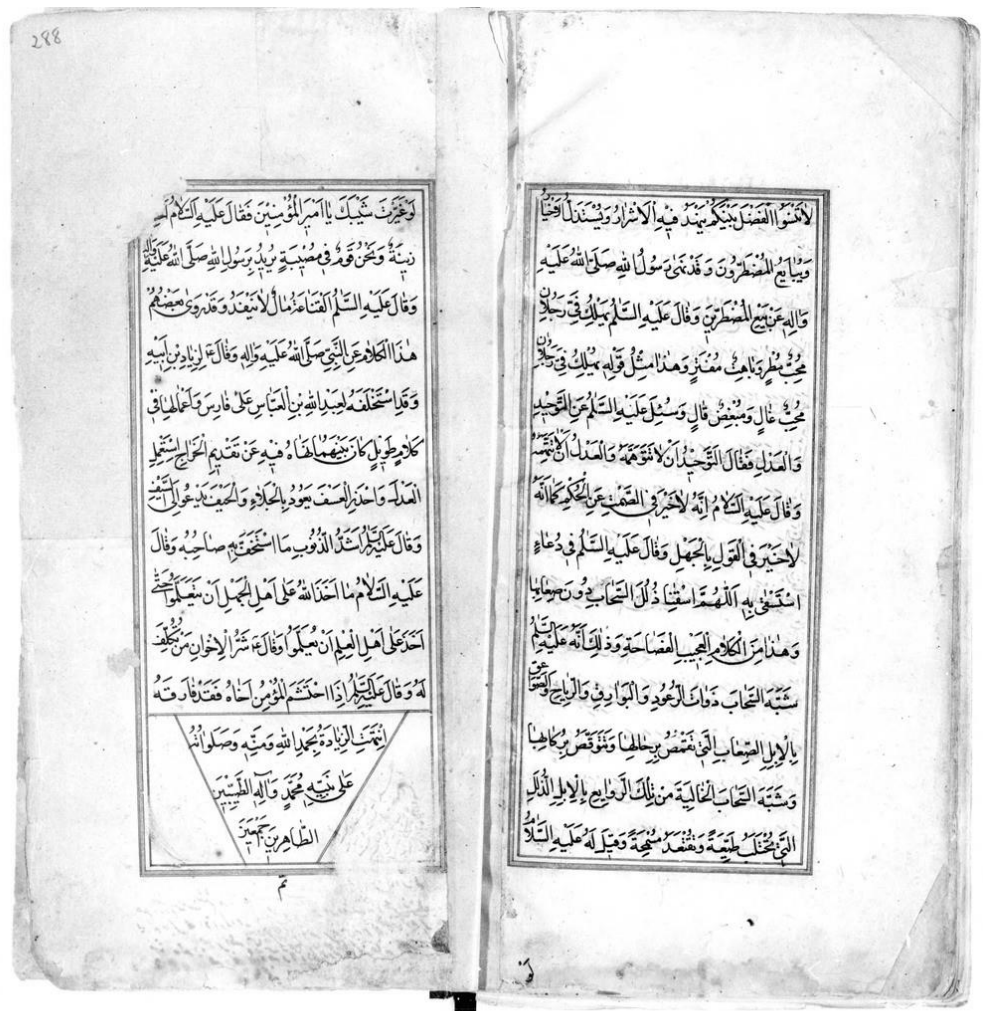 لاتنسوا الفضل بينكم ينهد فيه الاشرار ويستذل الاخيار
ويبايع المضطرون وقد نهى رسول الله صلى الله عليه
واله عن بيع المضطرين وقال عليه السلم يهلك في رجلان
محب مطر وباهت مفتر وهذا مثل قوله يهلك في رجلان
محب غال ومبغض قال وسئل عليه السلم عن التوحيد
والعدل فقال التوحيد ان لا تتوهمه والعدل ان لا تتهمه
وقال عليه السلام انه لا خير في الصمت عن الحكم كما انه
لا خير في القول بالجهل وقال عليه السلم في دعاء
استسقى به اللهم اسقنا ذلل السحاب دون صعابها
وهذا من الكلام العجيب الفصاحة وذلك انه عليه السلم
شبه السحاب ذوات الرعود والبوارق والرياح والصواعق
بالابل الصعاب التي تقمص برحالها وتتوقص بركابها
وشبه السحاب الخالية من تلك الروايع بالابل الذلل
التي تحتلب طيعة وتقتعد مسمحة وقيل له عليه السلام
لو
288
لو غيرت شيبك يا امير المؤمنين فقال عليه السلام
زينة ونحن قوم في مصيبة يريد برسول الله صلى الله عليه واله
وقال عليه السلم القناعة مال لا ينفد وقد روى بعضهم
هذا الكلام عن النبي صلى الله عليه واله وقال ع لزياد بن ابيه
وقد استخلفه لعبد الله بن العباس على فارس واعمالها في
كلام طويل كان بينهما نهاه فيه عن تقديم الخراج استعمل
العدل واحذر العسف يعود بالجلاء والحيف يدعو الى السيف
وقال عليه السلم اشد الذنوب ما استخف به صاحبه وقال
عليه السلام ما اخذ الله على اهل الجهل ان يتعلموا حتى
اخذ على اهل العلم ان يعلموا وقال ع شر الاخوان من تكلف
له وقال عليه السلم اذا احتشم المؤمن اخاه فقد فارقه
انتهت الزيادة بحمد الله ومنه وصلواته
على نبيه محمد واله الطيبين
الطاهرين اجمعين
تم